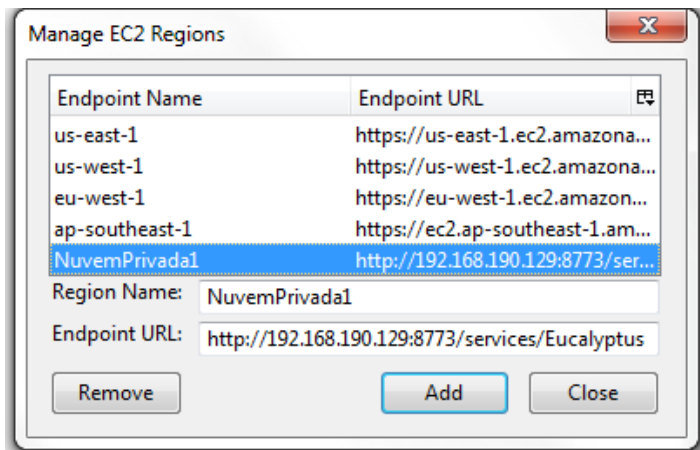 Manage EC2 Regions
Endpoint Name Endpoint URL
us-east-1 https://us-east-1.ec2.amazona...
us-west-1 https://us-west-1.ec2.amazona...
eu-west-1 https://eu-west-1.ec2.amazon...
ap-southeast-1 https://ec2.ap-southeast-1.am...
NuvemPrivada1 http://192.168.190.129:8773/ser...
Region Name: NuvemPrivada1
Endpoint URL: http://192.168.190.129:8773/services/Eucalyptus
Remove Add Close